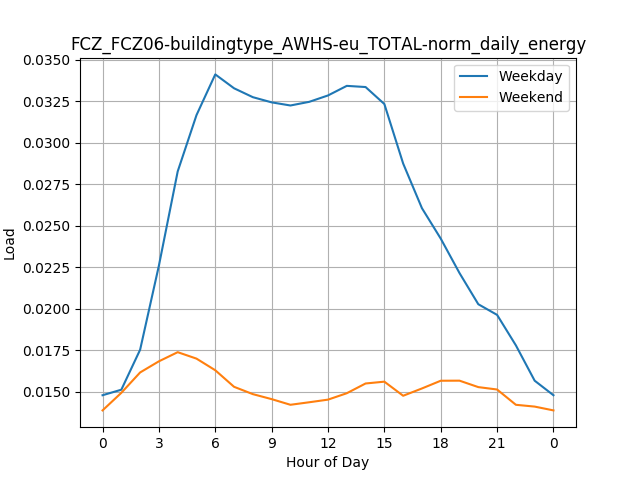 FCZ_FCZ06-buildingtype_AWHS-eu_TOTAL-norm_daily_energy
0.0350
0.0325
0.0300
0.0275
0.0250
0.0225
0.0200
0.0175
0.0150
Load
Weekday
Weekend
0 3 6 9 12 15 18 21 0
Hour of Day